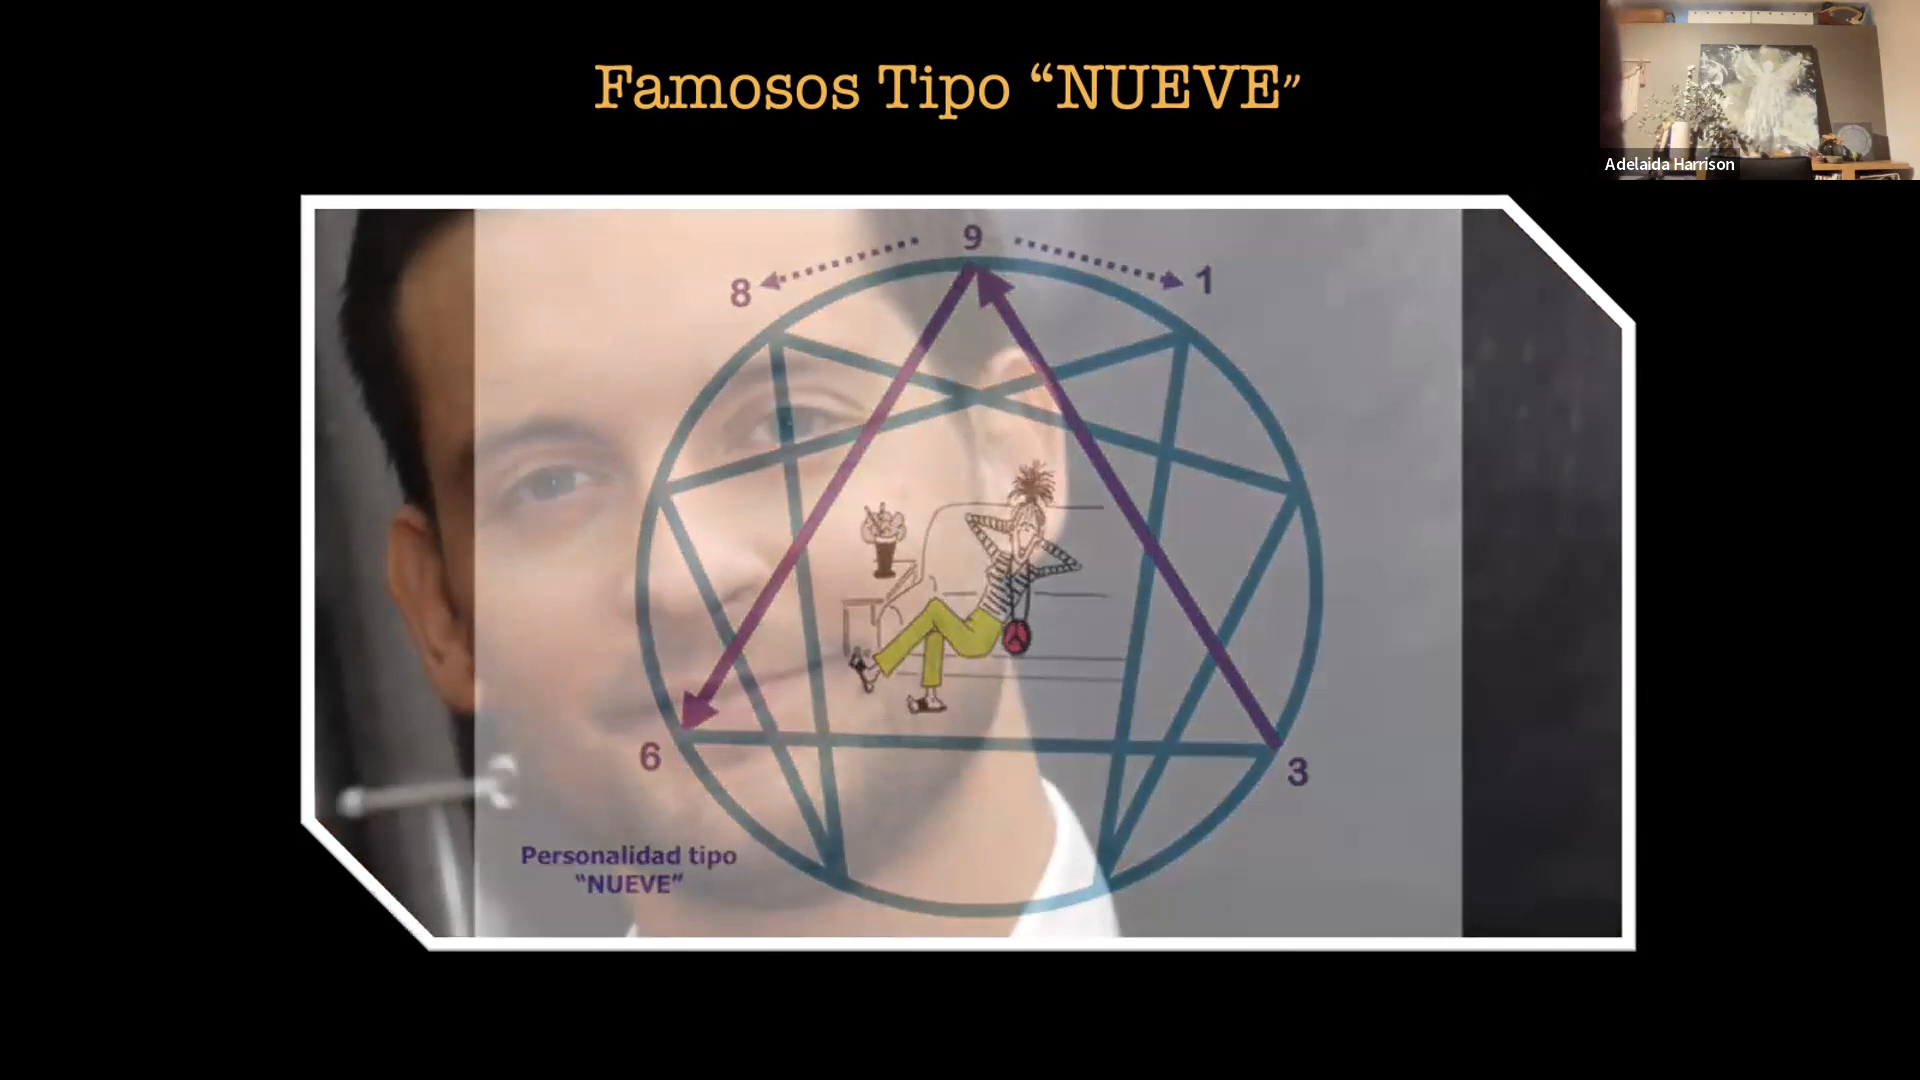 Famosos Tipo “NUEVE”
Adelaida Harrison
9
8
1
6
3
Personalidad tipo
“NUEVE”